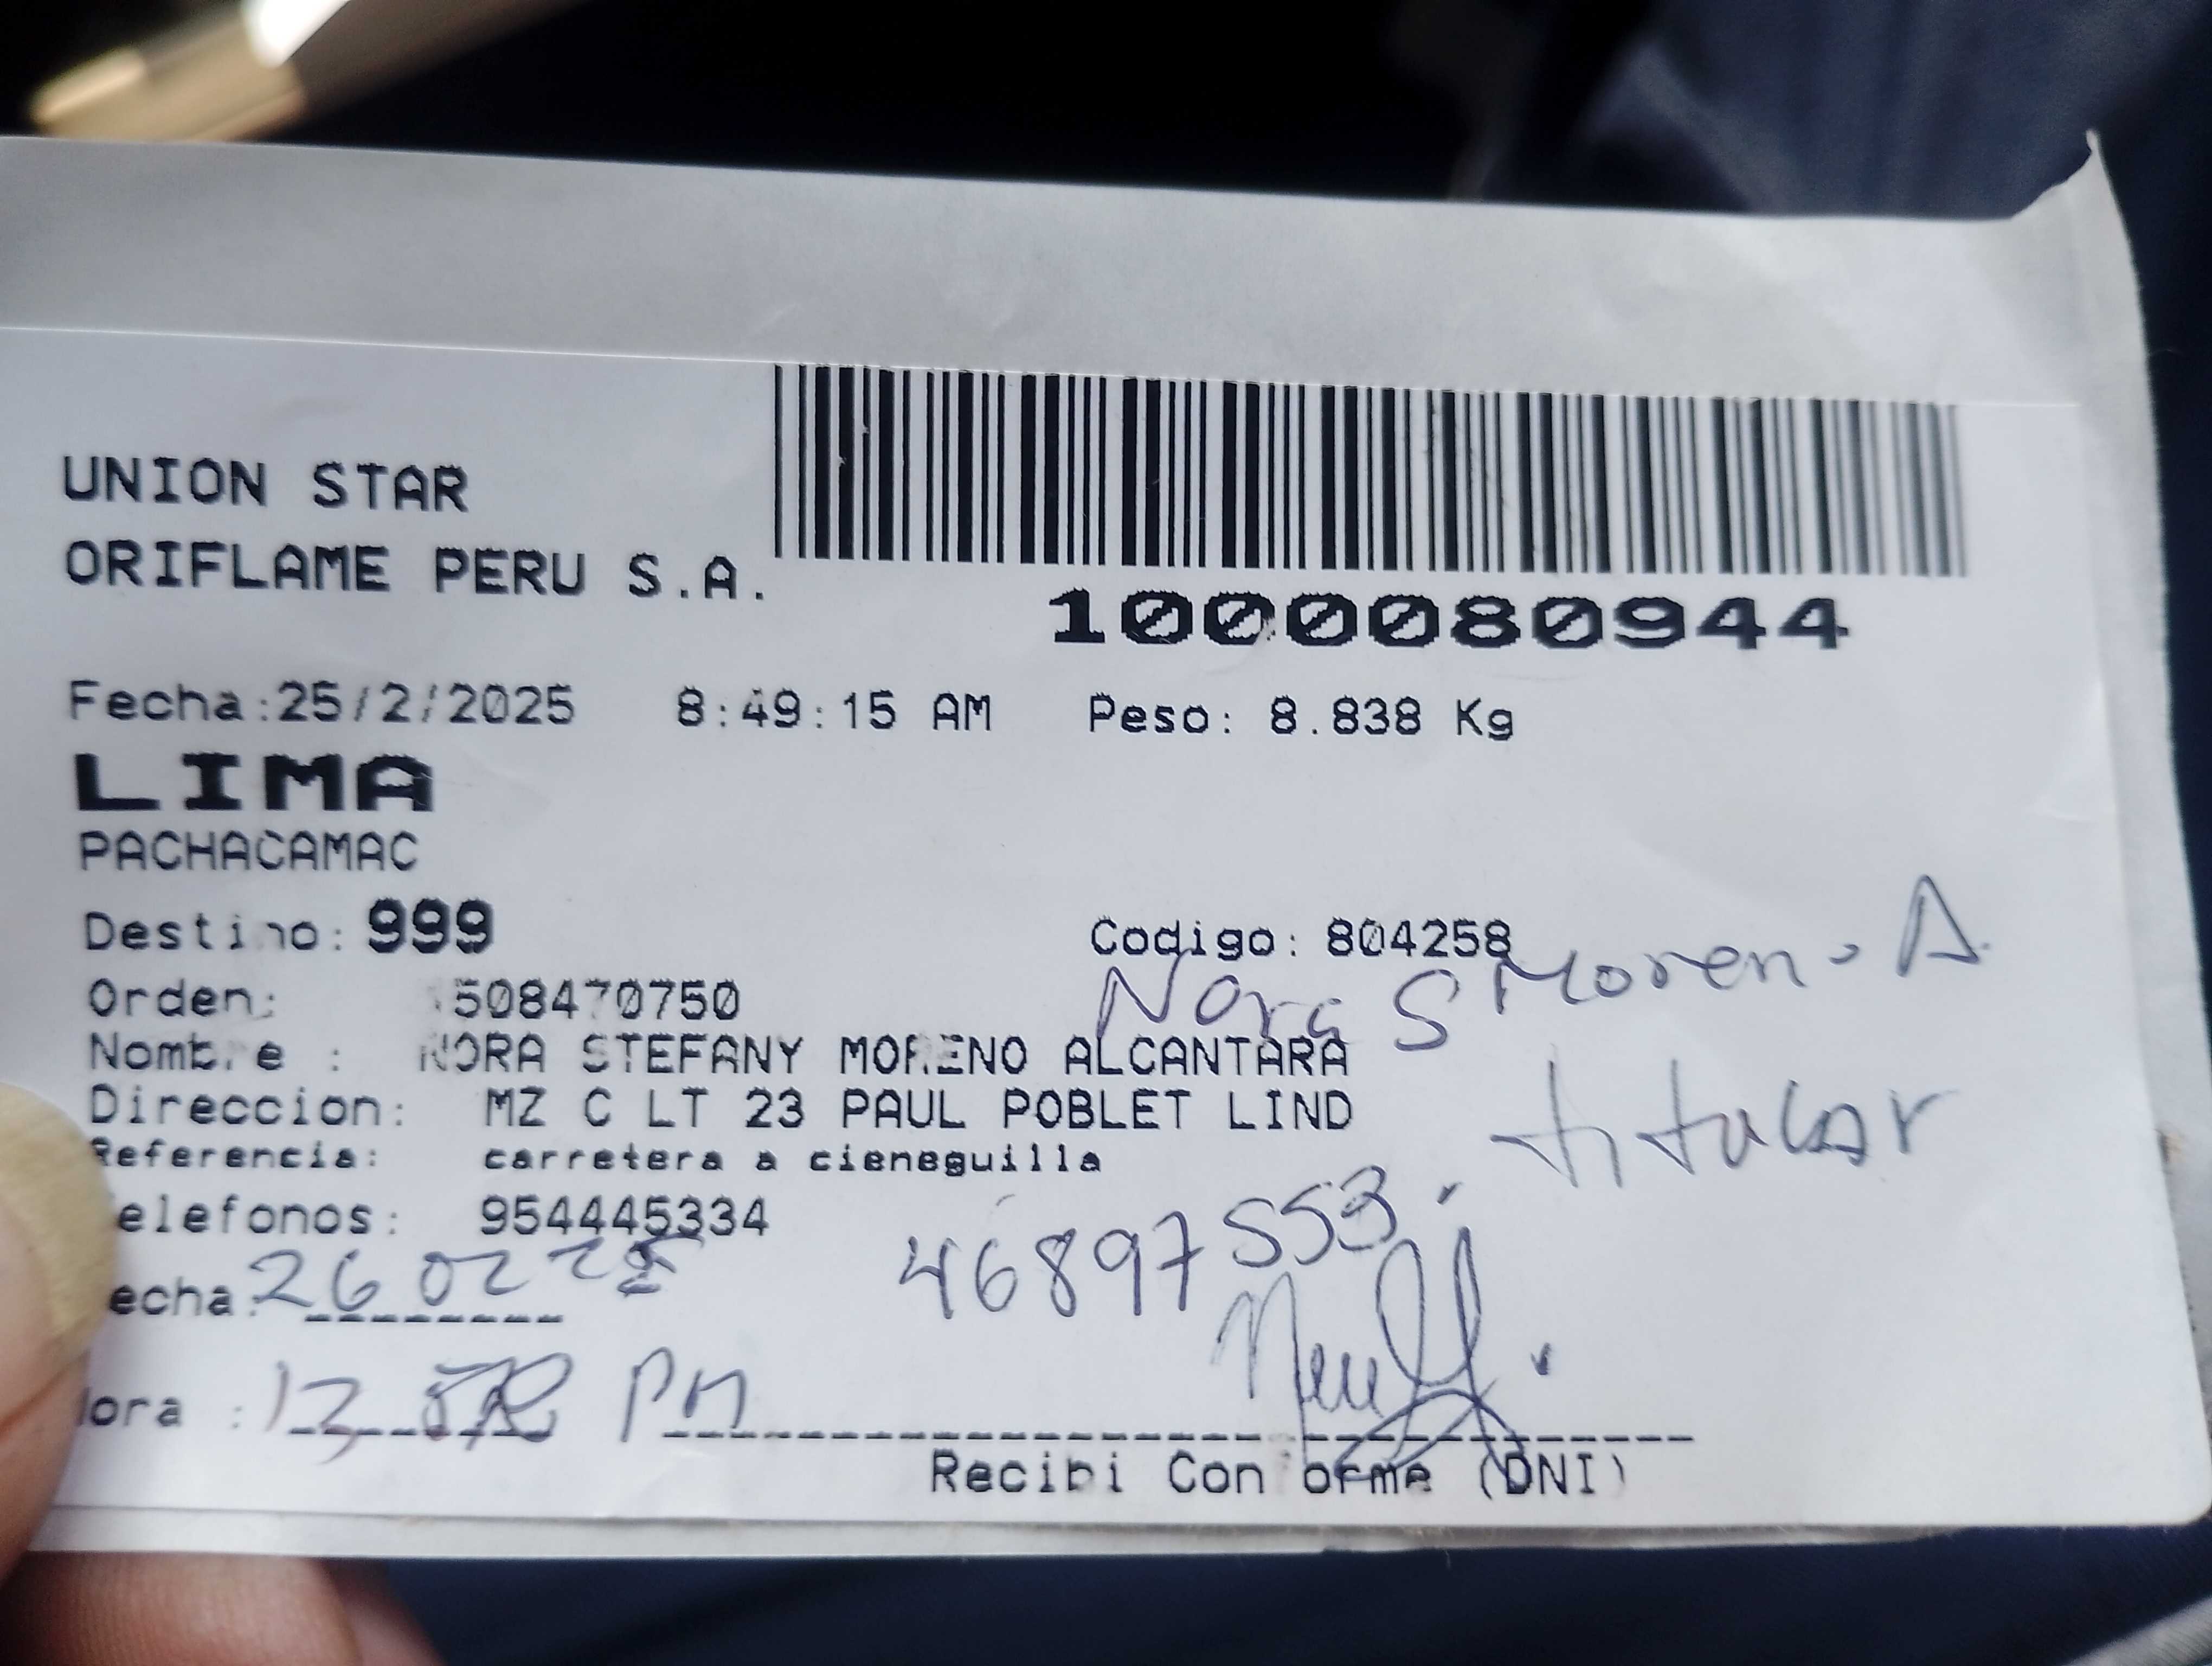 UNION STAR
ORIFLAME PERU S.A.
1000080944
Fecha:25/2/2025 8:49:15 AM Peso: 8.838 Kg
LIMA
PACHACAMAC
Destino: 999 Codigo: 804258
Nora S Moreno A.
Orden: 508470750
Nombre : NORA STEFANY MORENO ALCANTARA
Direccion: MZ C LT 23 PAUL POBLET LIND
titular
Referencia: carretera a cieneguilla
Telefonos: 954445334
46897553.
echa: 26 02 25
ora : PM
Recibi Conforme (DNI)